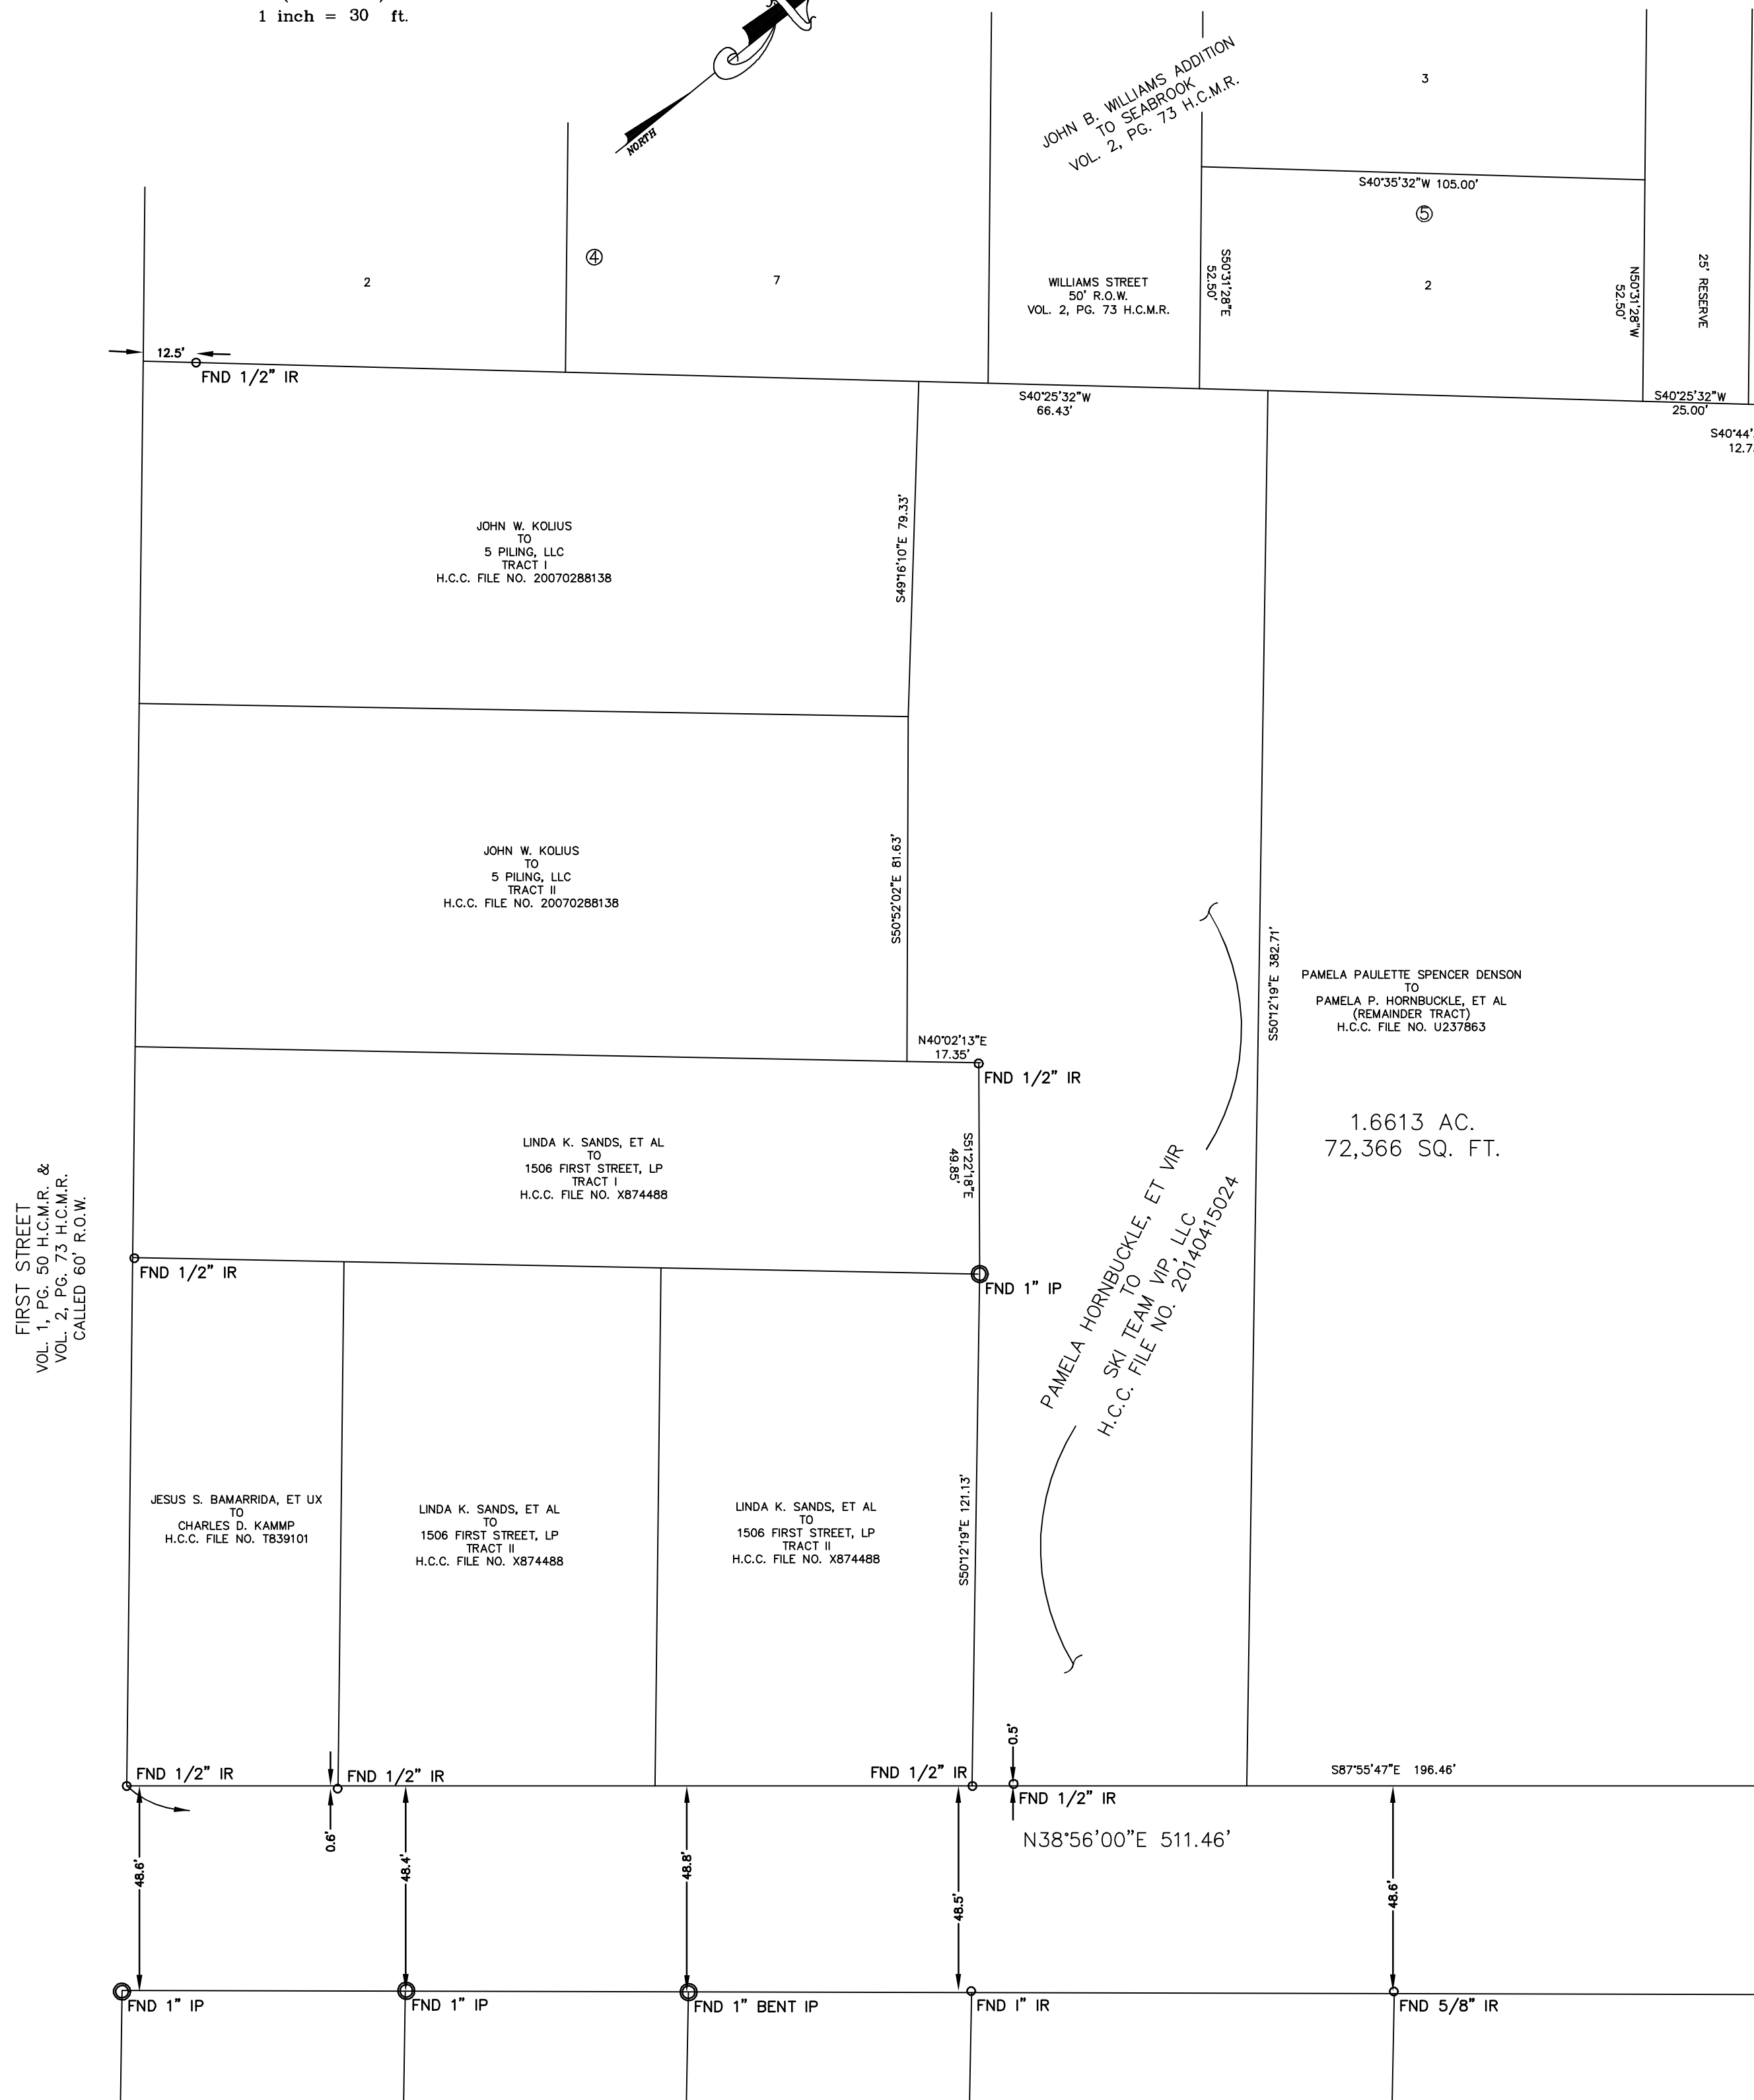 1 inch = 30 ft.
NORTH
JOHN B. WILLIAMS ADDITION
TO SEABROOK
VOL. 2, PG. 73 H.C.M.R.
3
S40°35'32"W 105.00'
5
2
4
7
WILLIAMS STREET
50' R.O.W.
VOL. 2, PG. 73 H.C.M.R.
S50°31'28"E
52.50'
2
N50°31'28"W
52.50'
25' RESERVE
12.5'
FND 1/2" IR
S40°25'32"W
66.43'
S40°25'32"W
25.00'
S40°44'
12.7
JOHN W. KOLIUS
TO
5 PILING, LLC
TRACT I
H.C.C. FILE NO. 20070288138
S49°16'10"E 79.33'
JOHN W. KOLIUS
TO
5 PILING, LLC
TRACT II
H.C.C. FILE NO. 20070288138
S50°52'02"E 81.63'
S50°12'19"E 382.71'
PAMELA PAULETTE SPENCER DENSON
TO
PAMELA P. HORNBUCKLE, ET AL
(REMAINDER TRACT)
H.C.C. FILE NO. U237863
N40°02'13"E
17.35'
FND 1/2" IR
1.6613 AC.
72,366 SQ. FT.
LINDA K. SANDS, ET AL
TO
1506 FIRST STREET, LP
TRACT I
H.C.C. FILE NO. X874488
S51°22'18"E
49.85'
FIRST STREET
VOL. 1, PG. 50 H.C.M.R. &
VOL. 2, PG. 73 H.C.M.R.
CALLED 60' R.O.W.
FND 1/2" IR
FND 1" IP
PAMELA HORNBUCKLE, ET VIR
TO
SKI TEAM VIP, LLC
H.C.C. FILE NO. 20140415024
JESUS S. BAMARRIDA, ET UX
TO
CHARLES D. KAMMP
H.C.C. FILE NO. T839101
LINDA K. SANDS, ET AL
TO
1506 FIRST STREET, LP
TRACT II
H.C.C. FILE NO. X874488
LINDA K. SANDS, ET AL
TO
1506 FIRST STREET, LP
TRACT II
H.C.C. FILE NO. X874488
S50°12'19"E 121.13'
FND 1/2" IR
FND 1/2" IR
FND 1/2" IR
0.5'
S87°55'47"E 196.46'
FND 1/2" IR
0.6'
N38°56'00"E 511.46'
48.6'
48.4'
48.8'
48.5'
48.6'
FND 1" IP
FND 1" IP
FND 1" BENT IP
FND 1" IR
FND 5/8" IR